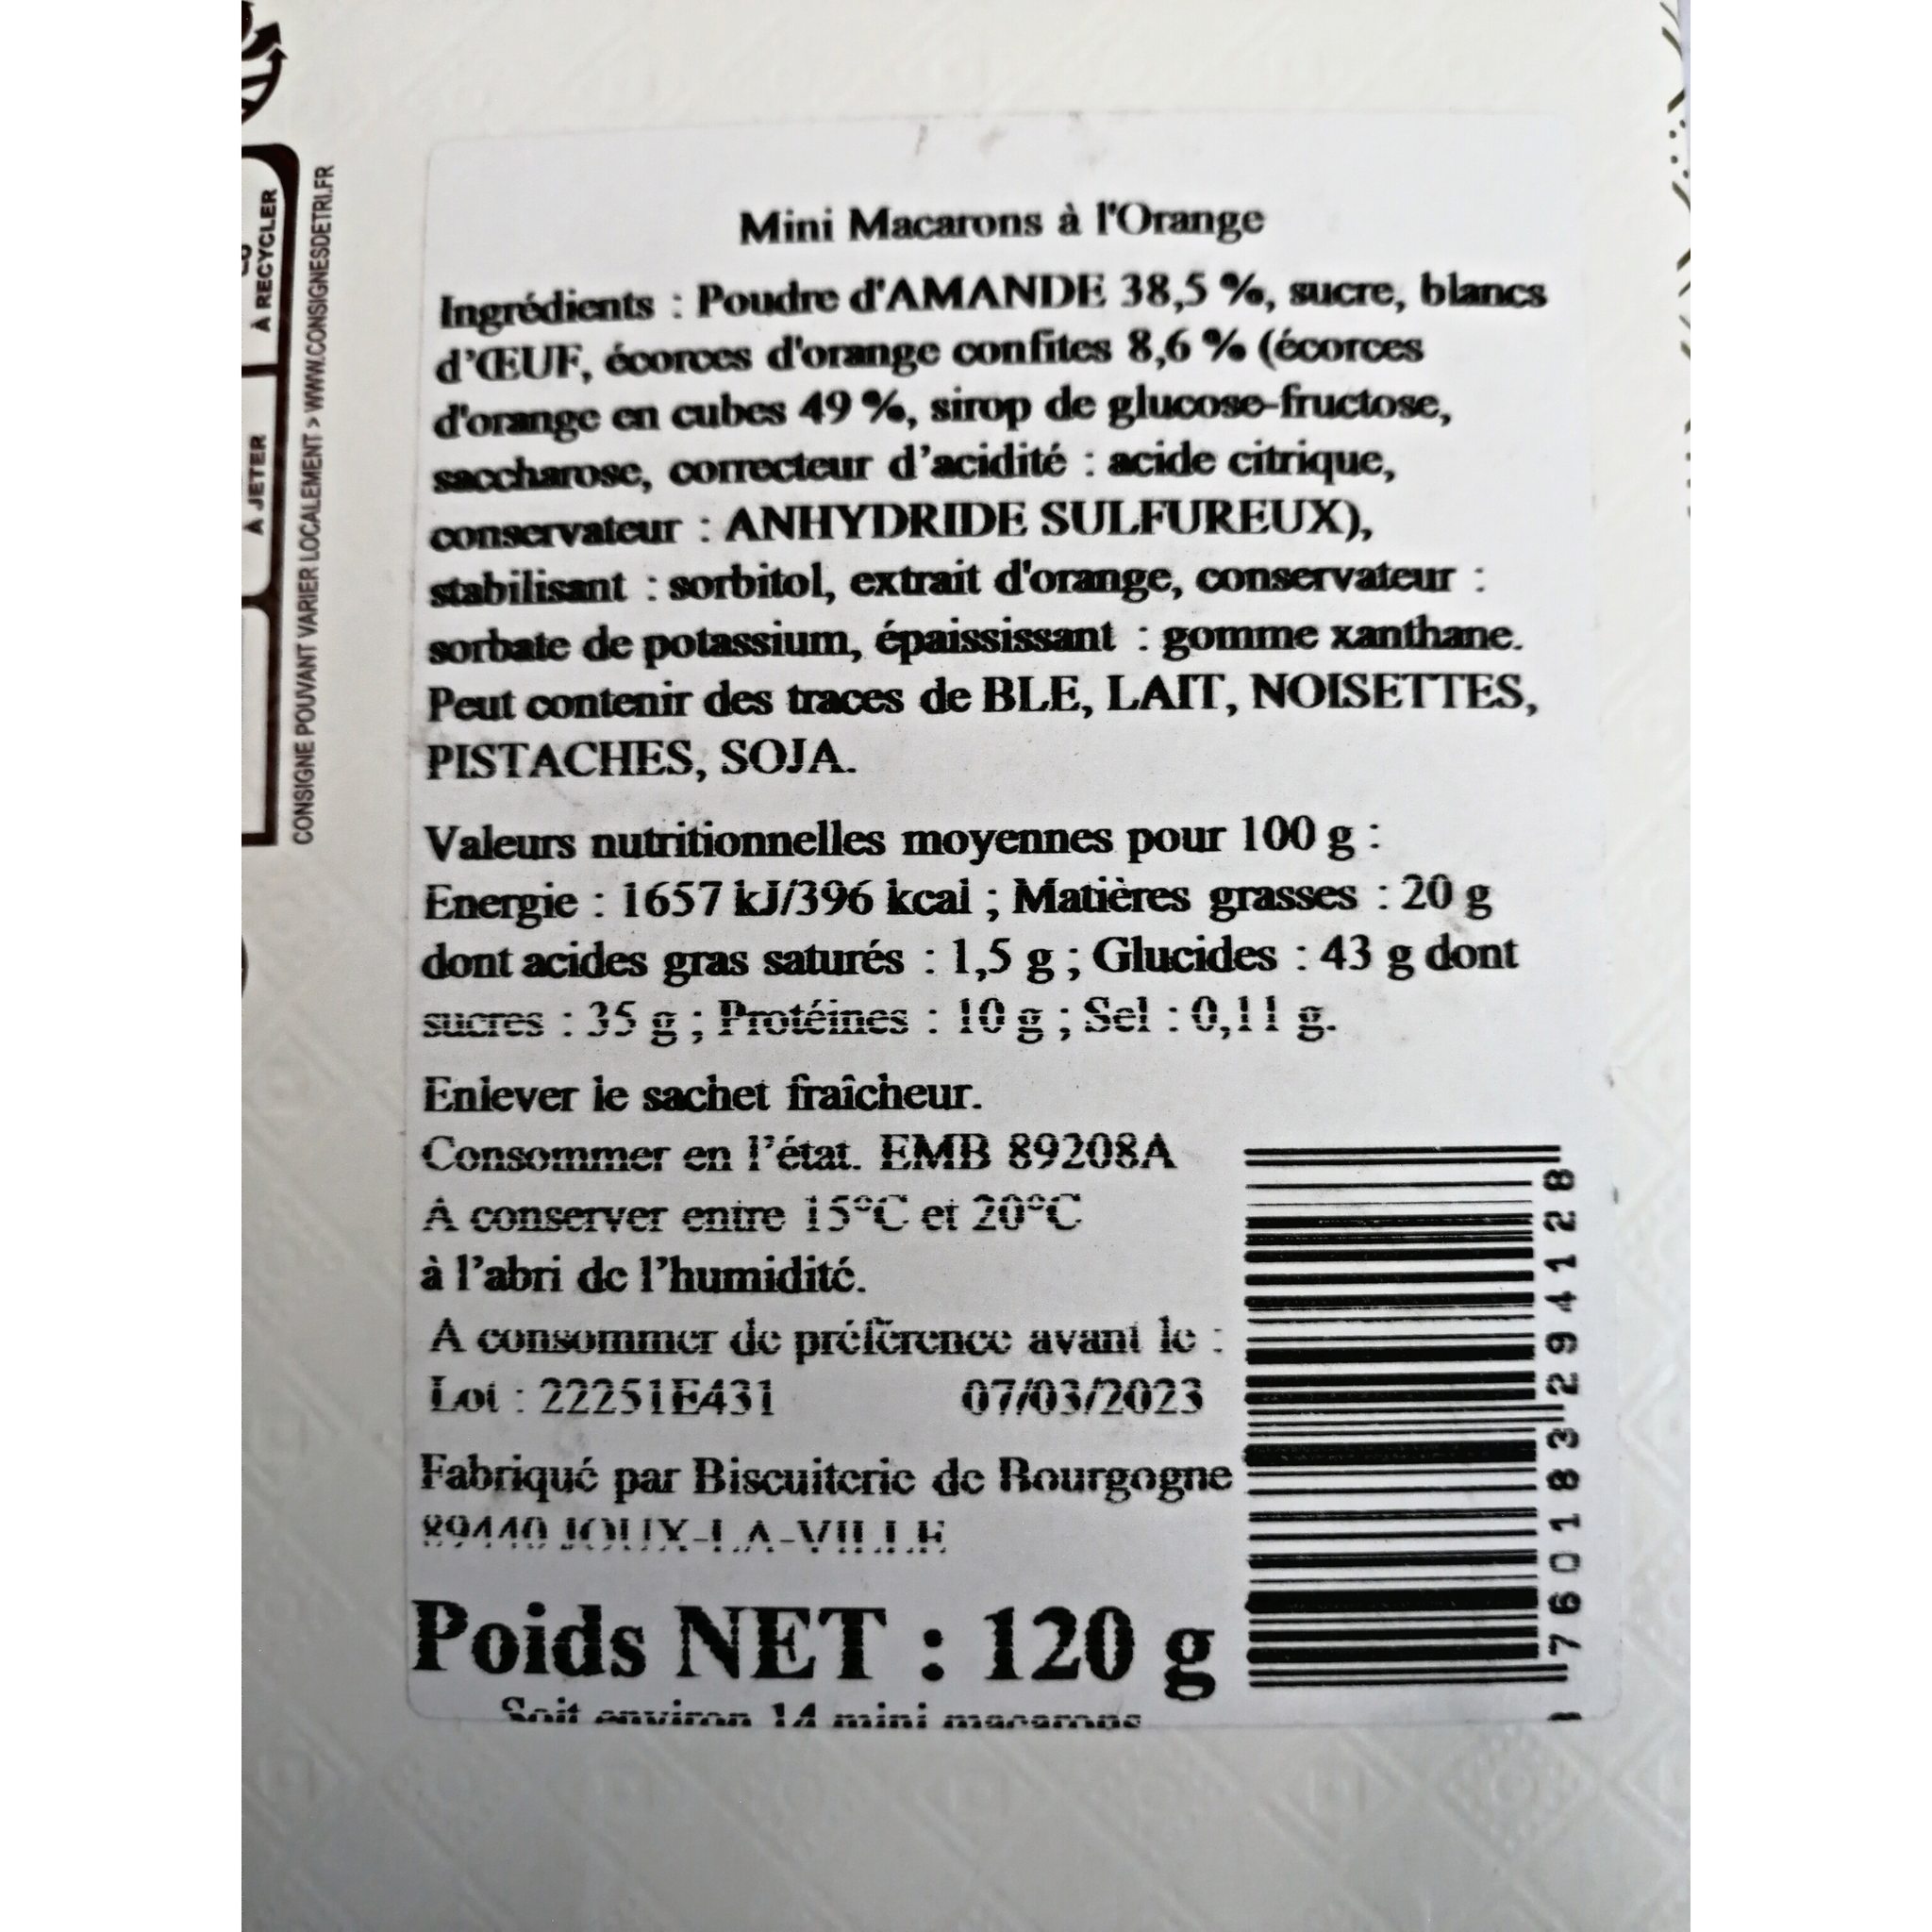 À RECYCLER
À JETER
CONSIGNE POUVANT VARIER LOCALEMENT > WWW.CONSIGNESDETRI.FR
Mini Macarons à l'Orange
Ingrédients : Poudre d'AMANDE 38,5 %, sucre, blancs
d’ŒUF, écorces d'orange confites 8,6 % (écorces
d'orange en cubes 49 %, sirop de glucose-fructose,
saccharose, correcteur d’acidité : acide citrique,
conservateur : ANHYDRIDE SULFUREUX),
stabilisant : sorbitol, extrait d'orange, conservateur :
sorbate de potassium, épaississant : gomme xanthane.
Peut contenir des traces de BLE, LAIT, NOISETTES,
PISTACHES, SOJA.
Valeurs nutritionnelles moyennes pour 100 g :
Energie : 1657 kJ/396 kcal ; Matières grasses : 20 g
dont acides gras saturés : 1,5 g ; Glucides : 43 g dont
sucres : 35 g ; Protéines : 10 g ; Sel : 0,11 g.
Enlever le sachet fraîcheur.
Consommer en l’état. EMB 89208A
A conserver entre 15°C et 20°C
à l’abri de l’humidité.
A consommer de préférence avant le :
Lot : 22251E431 07/03/2023
Fabriqué par Biscuiterie de Bourgogne
89440 JOUX-LA-VILLE
Poids NET : 120 g
Soit environ 14 mini macarons
760183 294128